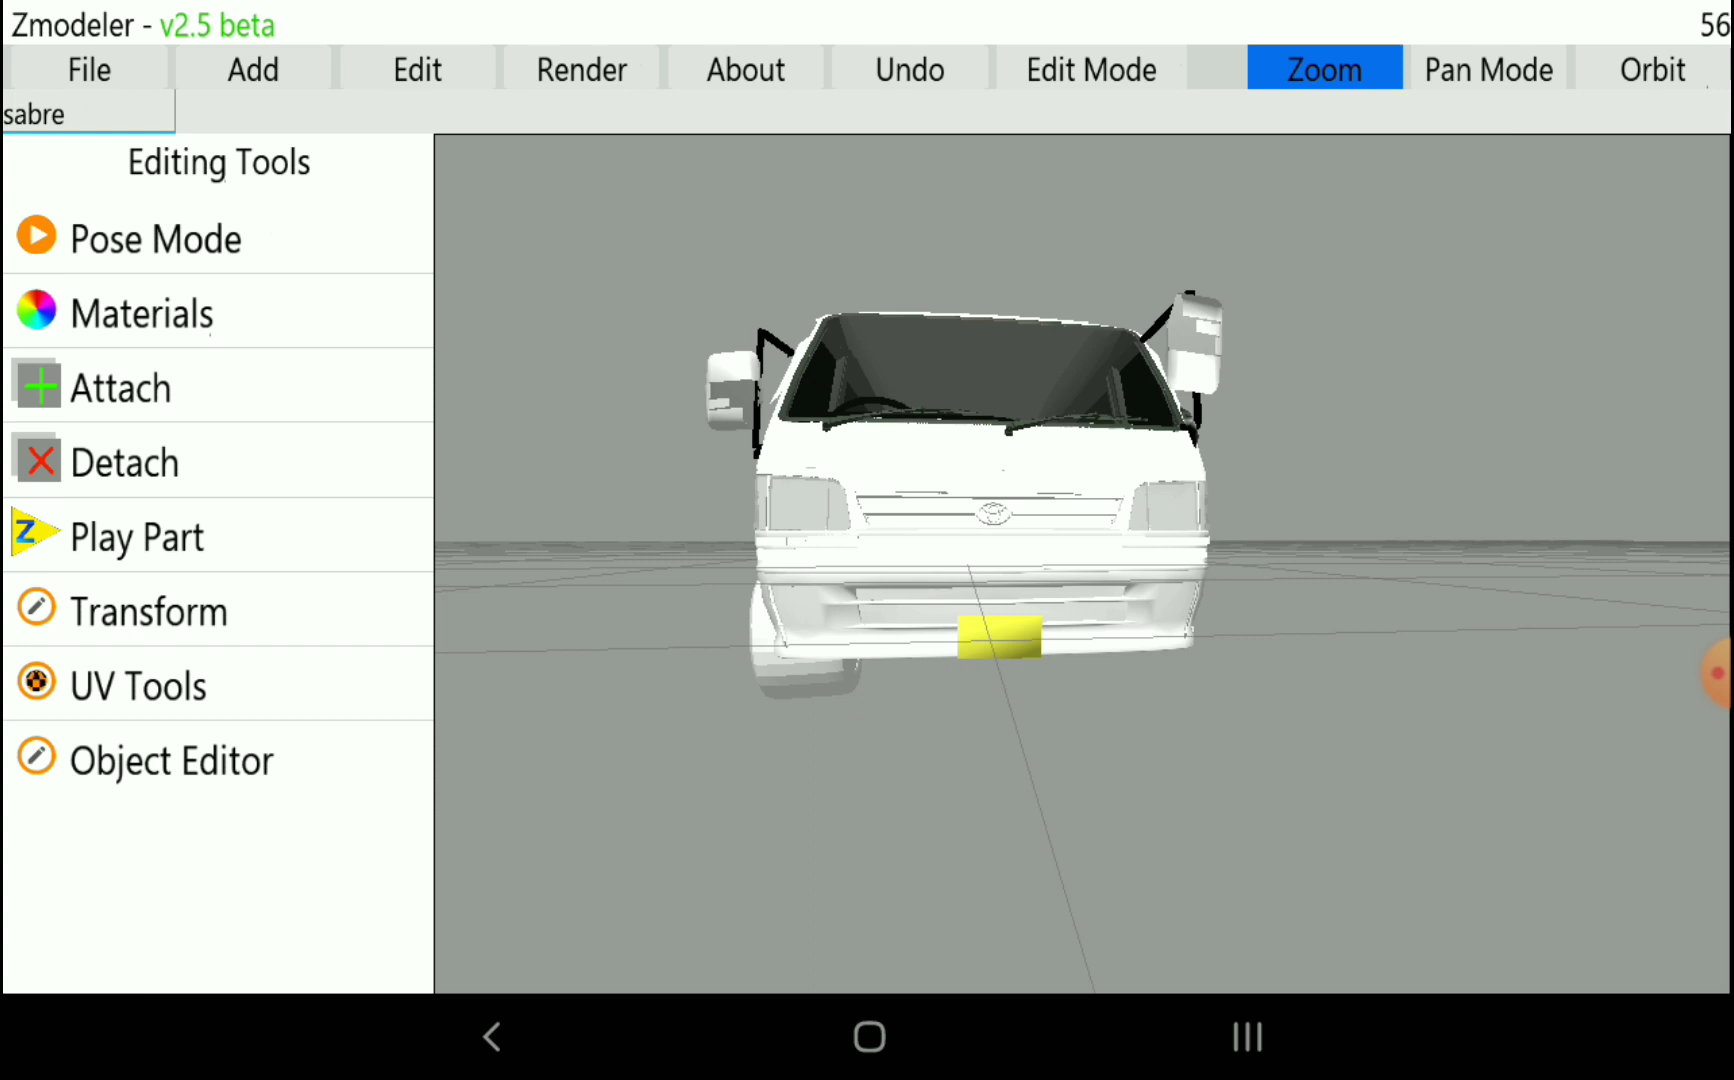 Zmodeler - v2.5 beta 56
File Add Edit Render About Undo Edit Mode Zoom Pan Mode Orbit
sabre
Editing Tools
Pose Mode
Materials
Attach
Detach
Z Play Part
Transform
UV Tools
Object Editor